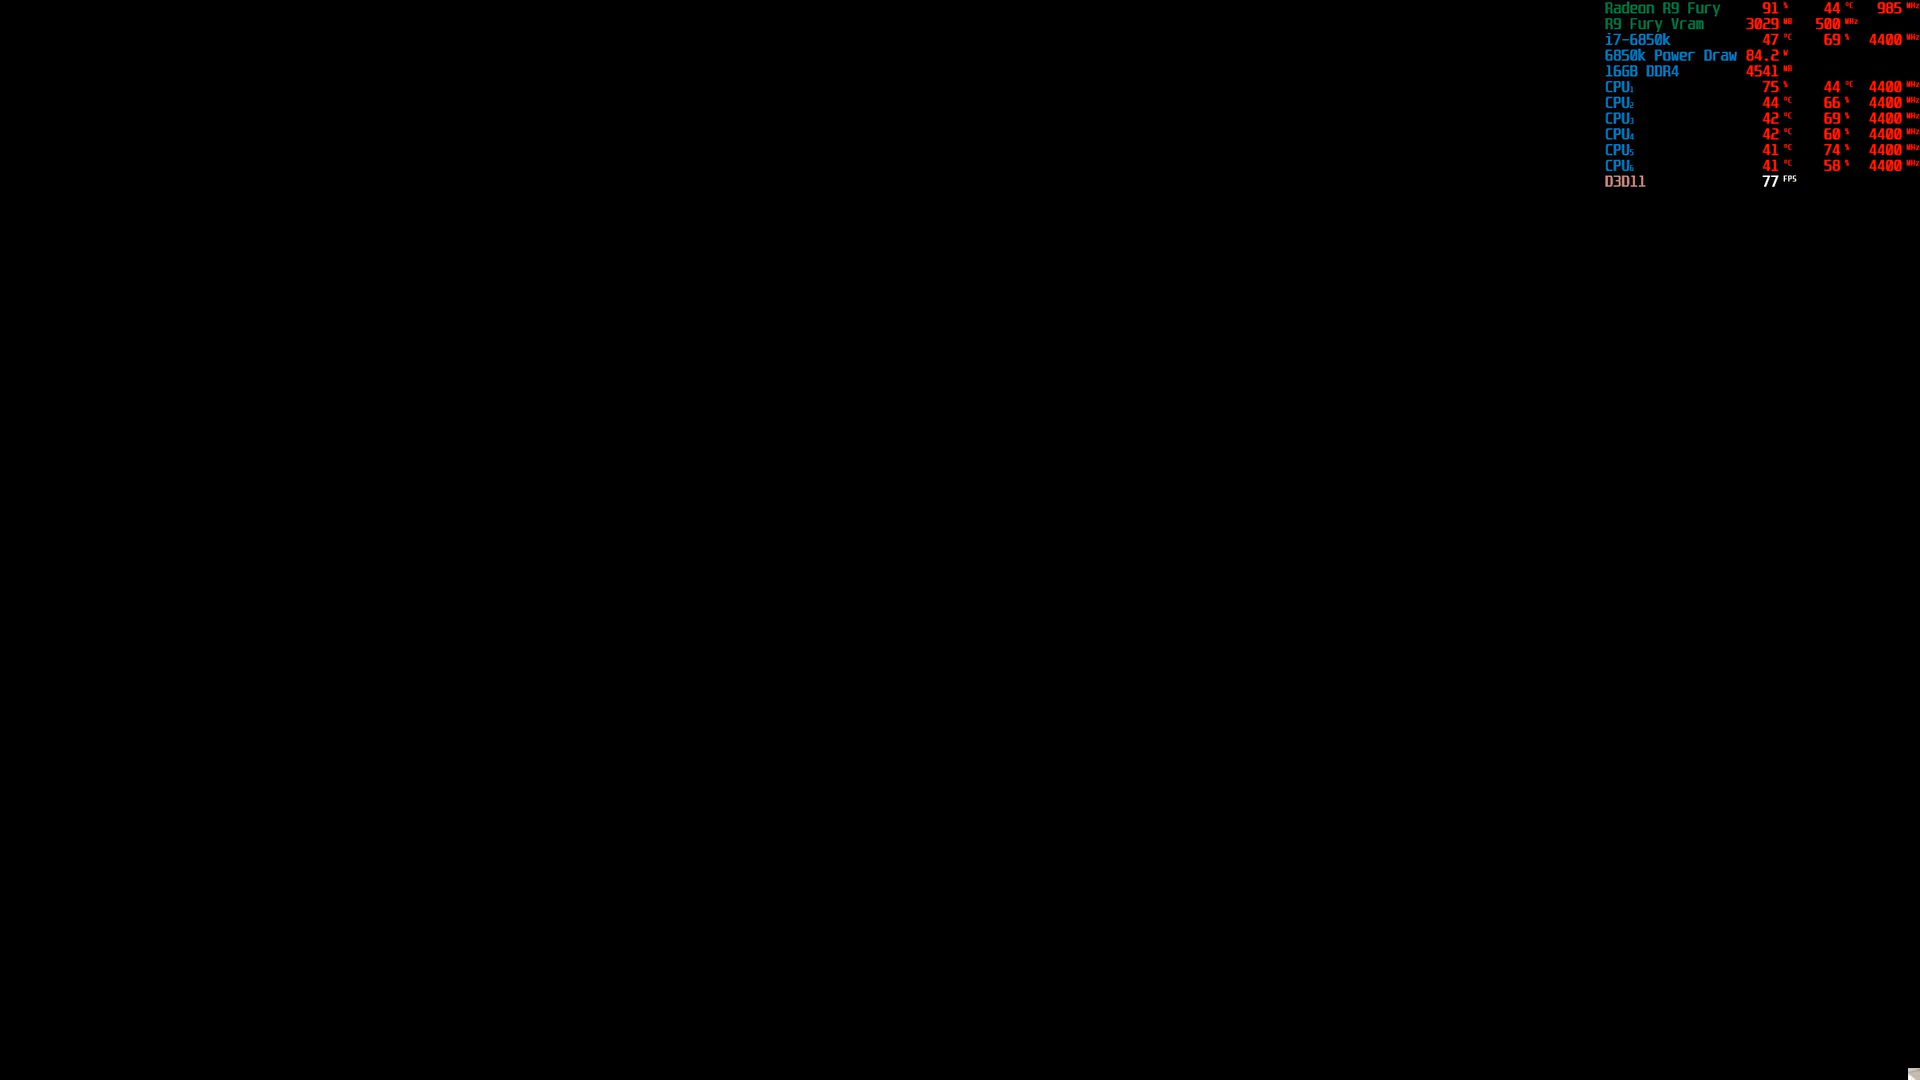 Radeon R9 Fury 91 % 44 °C 985 MHz
R9 Fury Vram 3029 MB 500 MHz
i7-6850k 47 °C 69 % 4400 MHz
6850k Power Draw 84.2 W
16GB DDR4 4541 MB
CPU1 75 % 44 °C 4400 MHz
CPU2 44 °C 66 % 4400 MHz
CPU3 42 °C 69 % 4400 MHz
CPU4 42 °C 60 % 4400 MHz
CPU5 41 °C 74 % 4400 MHz
CPU6 41 °C 58 % 4400 MHz
D3D11 77 FPS